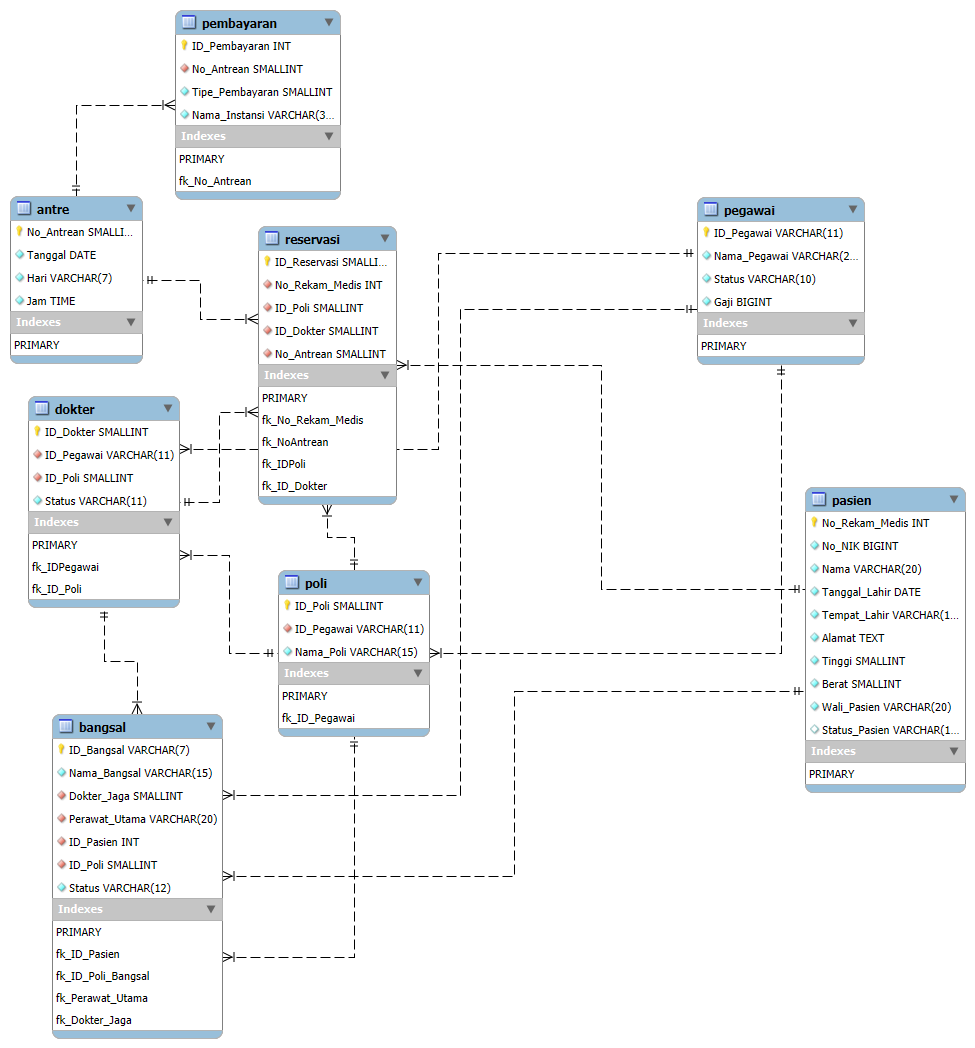 pembayaran
ID_Pembayaran INT
No_Antrean SMALLINT
Tipe_Pembayaran SMALLINT
Nama_Instansi VARCHAR(3...
Indexes
PRIMARY
fk_No_Antrean
antre
No_Antrean SMALLI...
Tanggal DATE
Hari VARCHAR(7)
Jam TIME
Indexes
PRIMARY
reservasi
ID_Reservasi SMALLI...
No_Rekam_Medis INT
ID_Poli SMALLINT
ID_Dokter SMALLINT
No_Antrean SMALLINT
Indexes
PRIMARY
fk_No_Rekam_Medis
fk_NoAntrean
fk_IDPoli
fk_ID_Dokter
pegawai
ID_Pegawai VARCHAR(11)
Nama_Pegawai VARCHAR(2...
Status VARCHAR(10)
Gaji BIGINT
Indexes
PRIMARY
dokter
ID_Dokter SMALLINT
ID_Pegawai VARCHAR(11)
ID_Poli SMALLINT
Status VARCHAR(11)
Indexes
PRIMARY
fk_IDPegawai
fk_ID_Poli
poli
ID_Poli SMALLINT
ID_Pegawai VARCHAR(11)
Nama_Poli VARCHAR(15)
Indexes
PRIMARY
fk_ID_Pegawai
pasien
No_Rekam_Medis INT
No_NIK BIGINT
Nama VARCHAR(20)
Tanggal_Lahir DATE
Tempat_Lahir VARCHAR(1...
Alamat TEXT
Tinggi SMALLINT
Berat SMALLINT
Wali_Pasien VARCHAR(20)
Status_Pasien VARCHAR(1...
Indexes
PRIMARY
bangsal
ID_Bangsal VARCHAR(7)
Nama_Bangsal VARCHAR(15)
Dokter_Jaga SMALLINT
Perawat_Utama VARCHAR(20)
ID_Pasien INT
ID_Poli SMALLINT
Status VARCHAR(12)
Indexes
PRIMARY
fk_ID_Pasien
fk_ID_Poli_Bangsal
fk_Perawat_Utama
fk_Dokter_Jaga